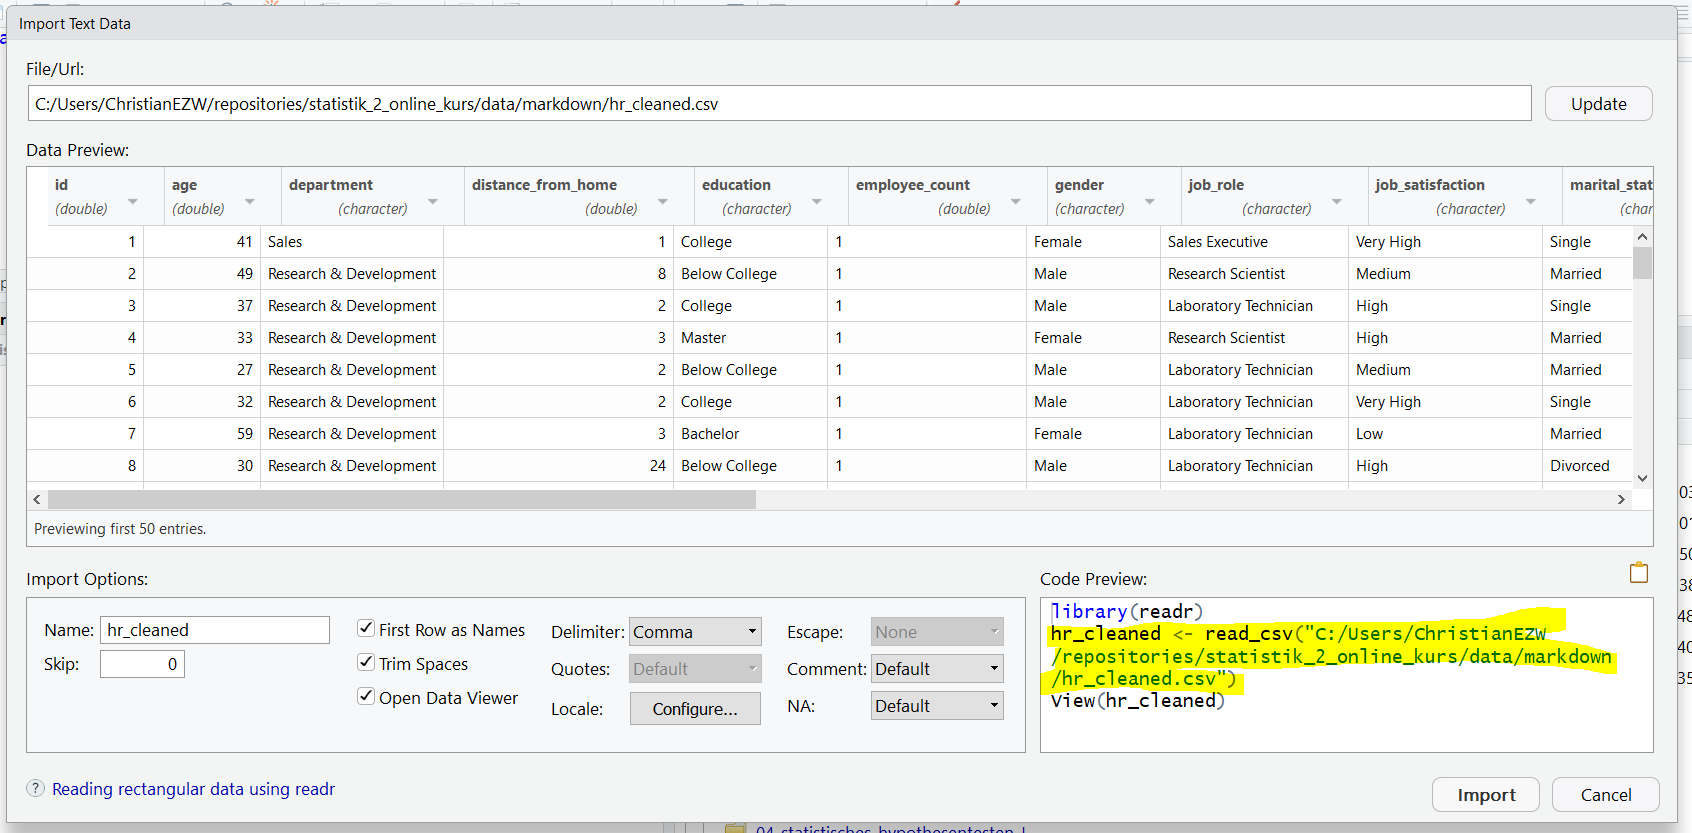 Import Text Data
File/Url:
C:/Users/ChristianEZW/repositories/statistik_2_online_kurs/data/markdown/hr_cleaned.csv
Update
Data Preview:
id age department distance_from_home education employee_count gender job_role job_satisfaction marital_stat
(double) (double) (character) (double) (character) (double) (character) (character) (character) (char
1 41 Sales 1 College 1 Female Sales Executive Very High Single
2 49 Research & Development 8 Below College 1 Male Research Scientist Medium Married
3 37 Research & Development 2 College 1 Male Laboratory Technician High Single
4 33 Research & Development 3 Master 1 Female Research Scientist High Married
5 27 Research & Development 2 Below College 1 Male Laboratory Technician Medium Married
6 32 Research & Development 2 College 1 Male Laboratory Technician Very High Single
7 59 Research & Development 3 Bachelor 1 Female Laboratory Technician Low Married
8 30 Research & Development 24 Below College 1 Male Laboratory Technician High Divorced
Previewing first 50 entries.
Import Options:
Name: hr_cleaned
Skip: 0
First Row as Names
Trim Spaces
Open Data Viewer
Delimiter: Comma
Quotes: Default
Locale: Configure...
Escape: None
Comment: Default
NA: Default
Code Preview:
library(readr)
hr_cleaned <- read_csv("C:/Users/ChristianEZW
/repositories/statistik_2_online_kurs/data/markdown
/hr_cleaned.csv")
View(hr_cleaned)
? Reading rectangular data using readr
Import
Cancel